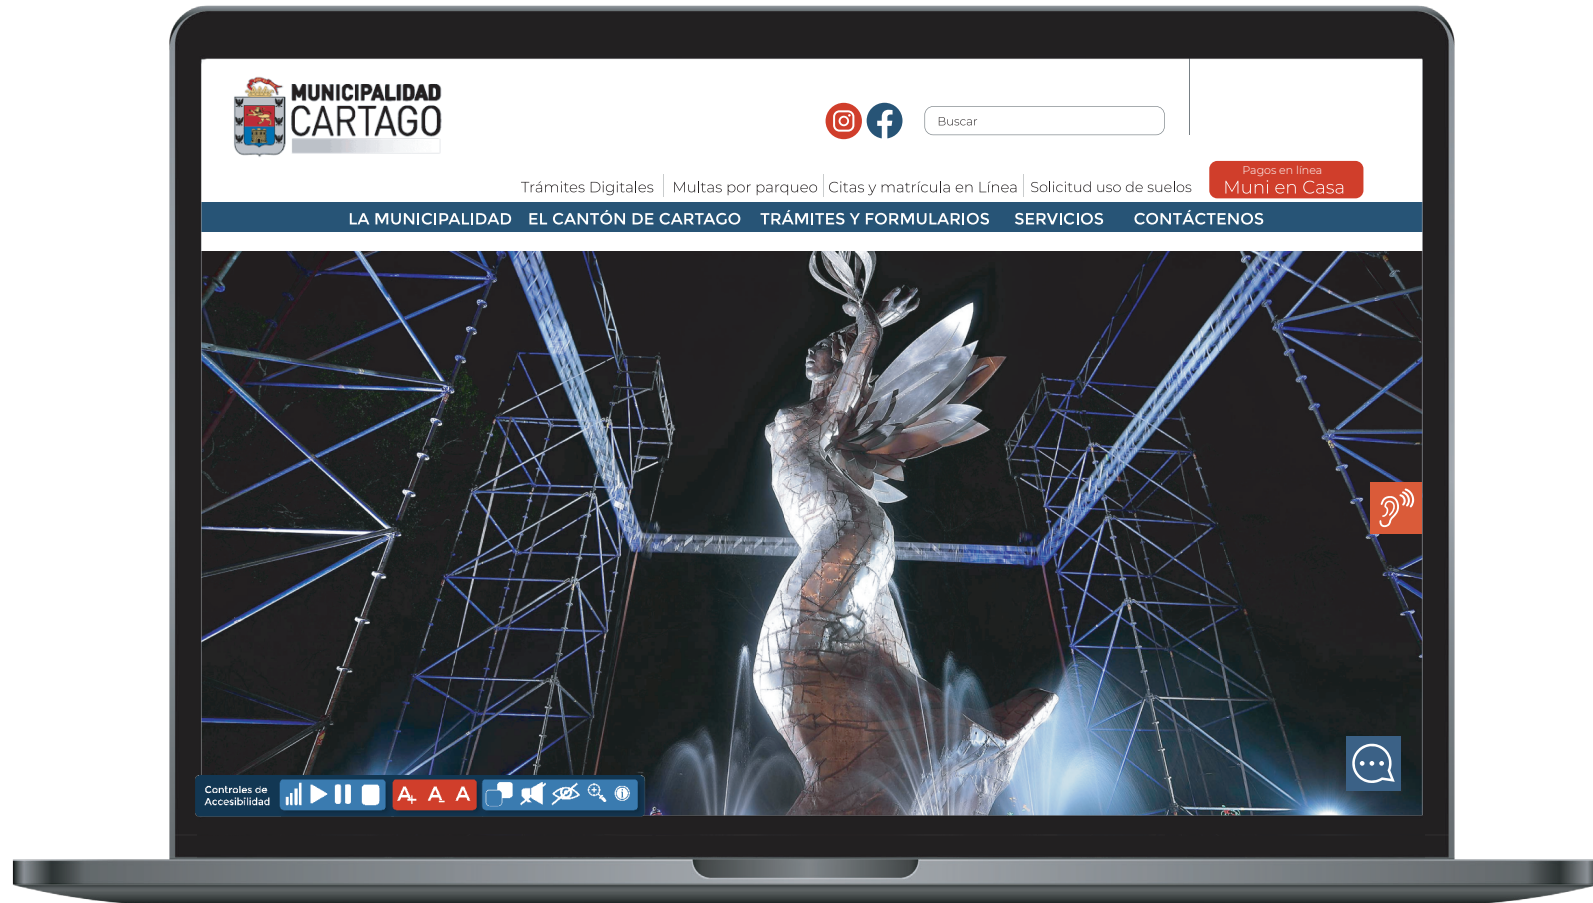 MUNICIPALIDAD
CARTAGO
Buscar
Trámites Digitales
Multas por parqueo
Citas y matrícula en Línea
Solicitud uso de suelos
Pagos en línea
Muni en Casa
LA MUNICIPALIDAD
EL CANTÓN DE CARTAGO
TRÁMITES Y FORMULARIOS
SERVICIOS
CONTÁCTENOS
Controles de
Accesibilidad
A+ A- A